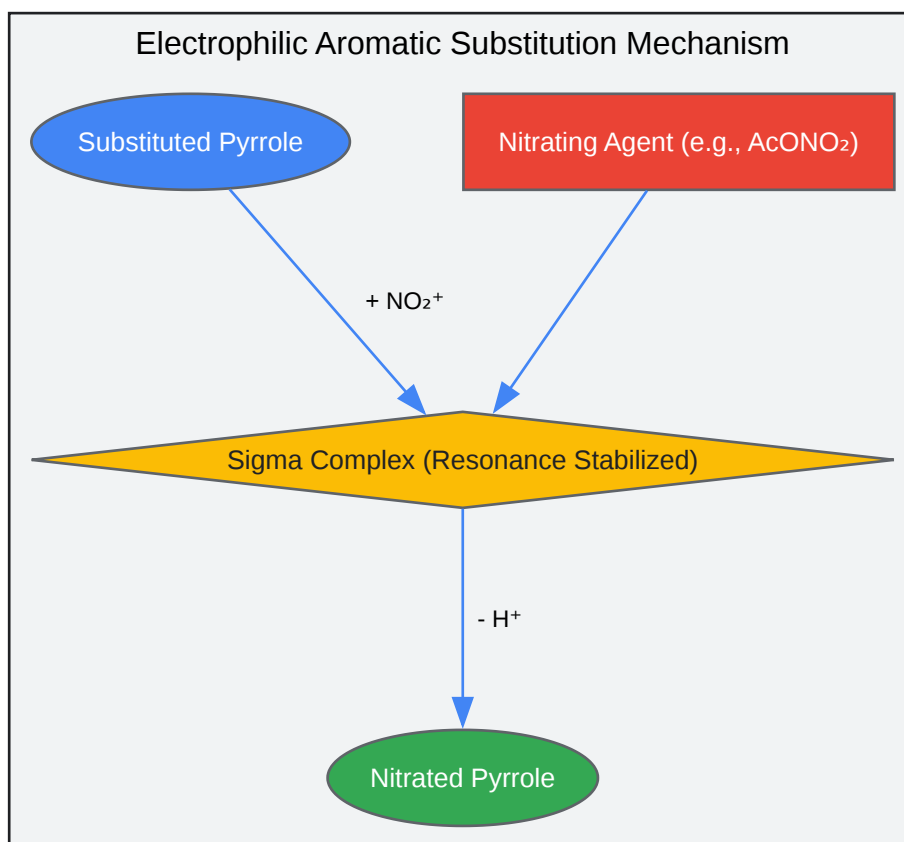 Electrophilic Aromatic Substitution Mechanism
Substituted Pyrrole
Nitrating Agent (e.g., AcONO₂)
+ NO₂⁺
Sigma Complex (Resonance Stabilized)
- H⁺
Nitrated Pyrrole